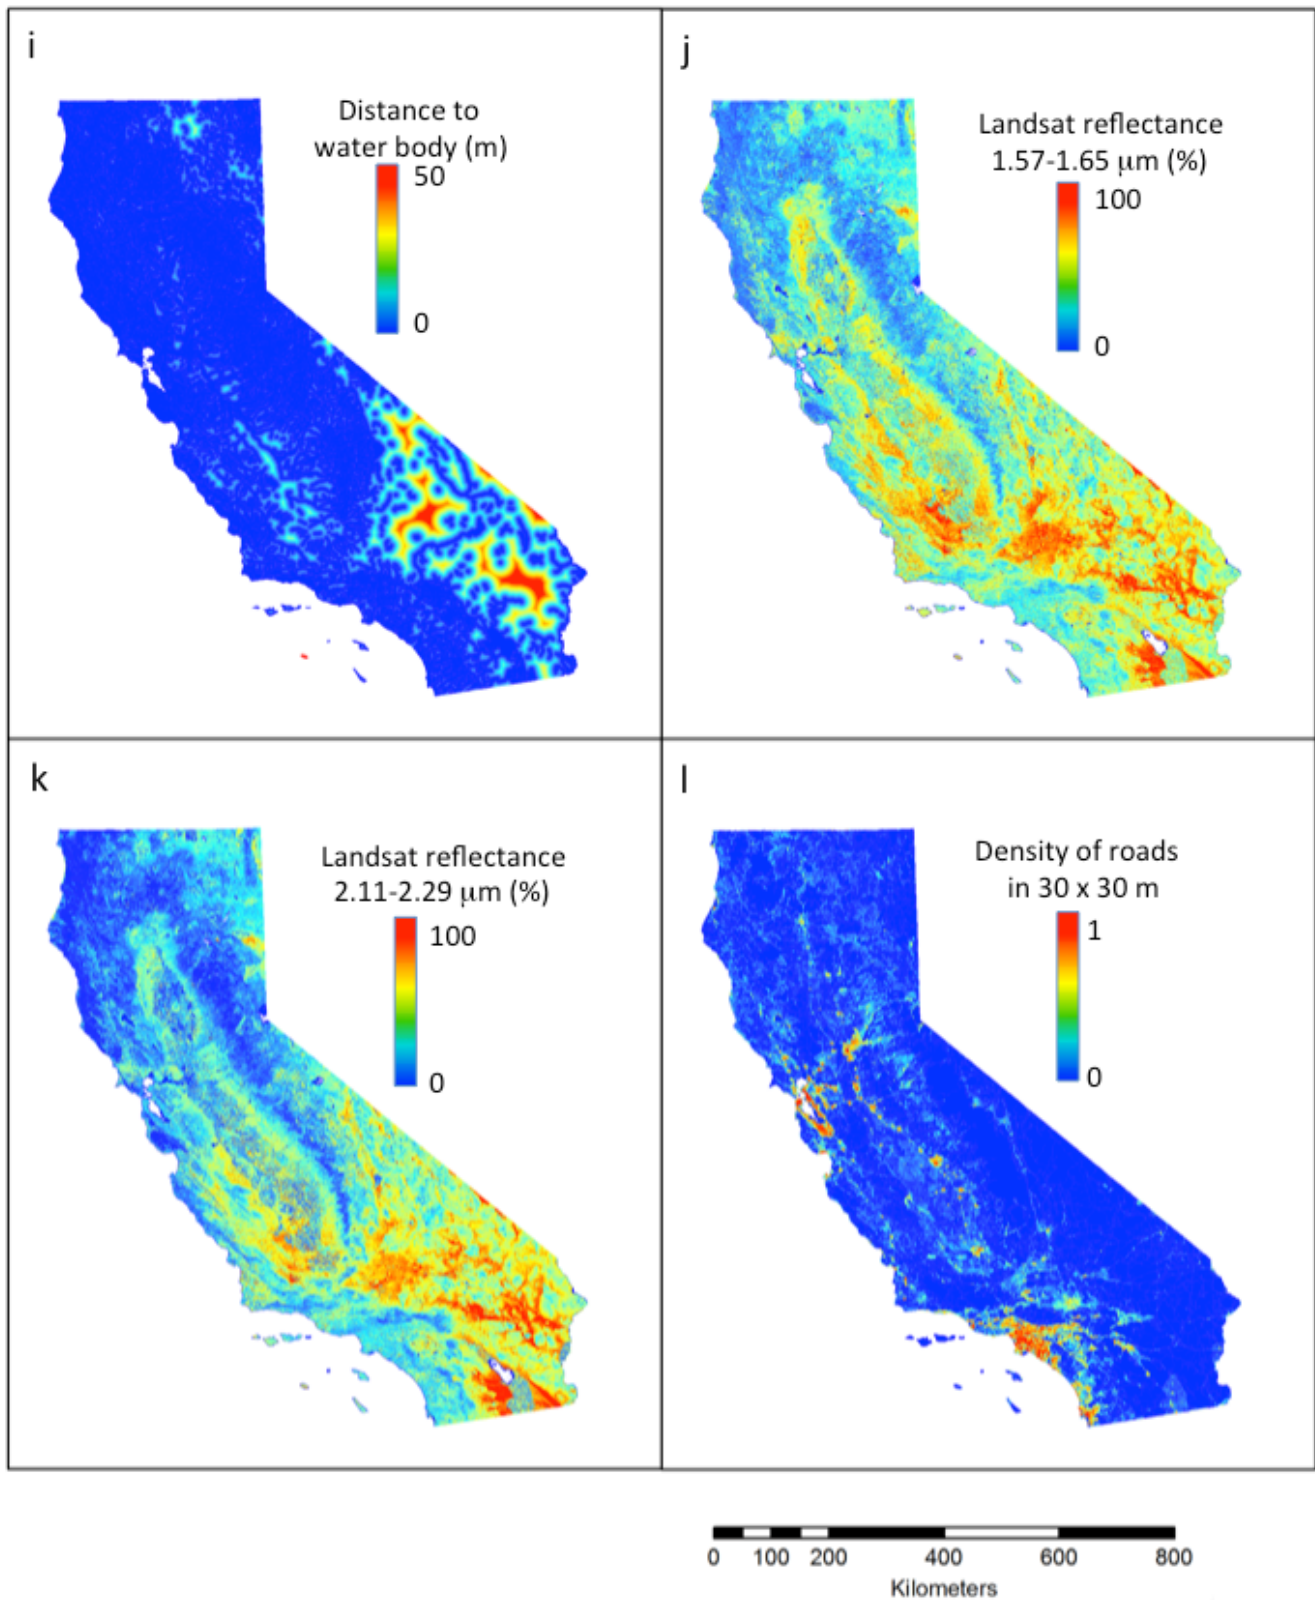 i
Distance to
water body (m)
50
0
j
Landsat reflectance
1.57-1.65 μm (%)
100
0
k
Landsat reflectance
2.11-2.29 μm (%)
100
0
l
Density of roads
in 30 x 30 m
1
0
0 100 200 400 600 800
Kilometers